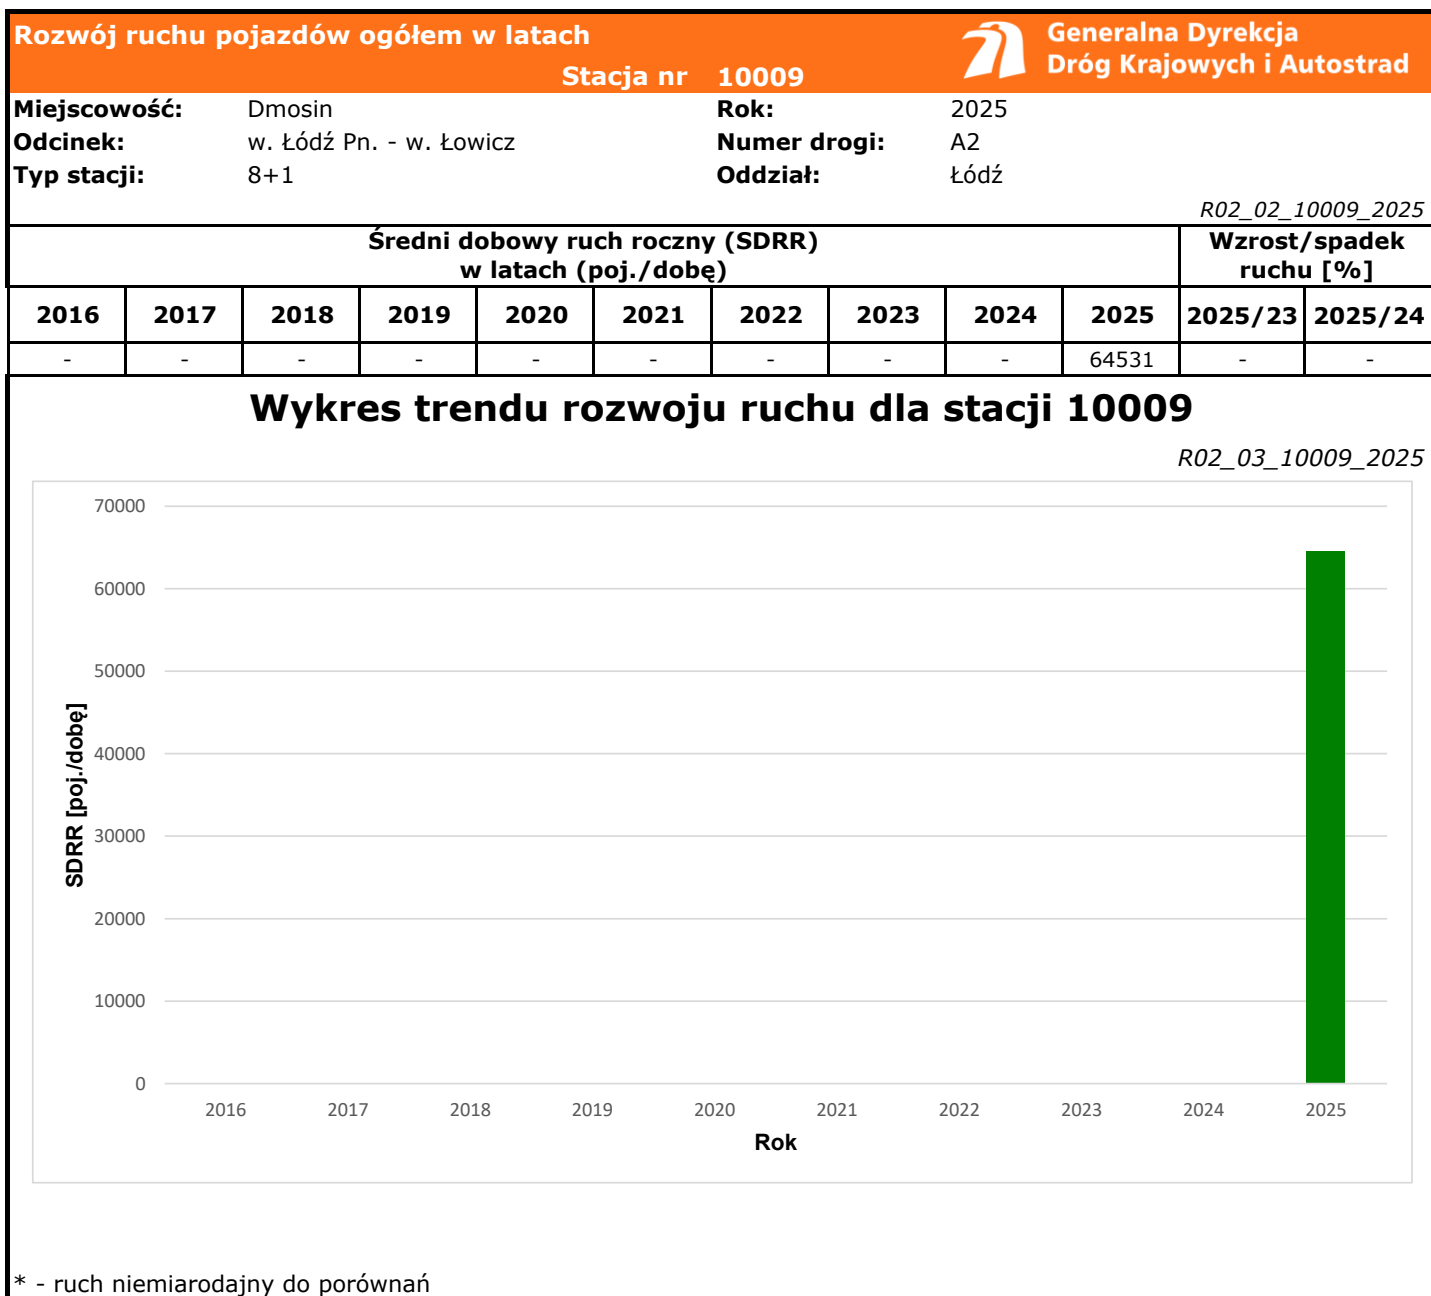 Rozwój ruchu pojazdów ogółem w latach
Generalna Dyrekcja
Dróg Krajowych i Autostrad
Stacja nr 10009
Miejscowość: Dmosin Rok: 2025
Odcinek: w. Łódź Pn. - w. Łowicz Numer drogi: A2
Typ stacji: 8+1 Oddział: Łódź
R02_02_10009_2025
Średni dobowy ruch roczny (SDRR)
w latach (poj./dobę)
Wzrost/spadek
ruchu [%]
2016 2017 2018 2019 2020 2021 2022 2023 2024 2025 2025/23 2025/24
- - - - - - - - - 64531 - -
Wykres trendu rozwoju ruchu dla stacji 10009
R02_03_10009_2025
70000
60000
50000
40000
30000
20000
10000
0
SDRR [poj./dobę]
2016 2017 2018 2019 2020 2021 2022 2023 2024 2025
Rok
* - ruch niemiarodajny do porównań